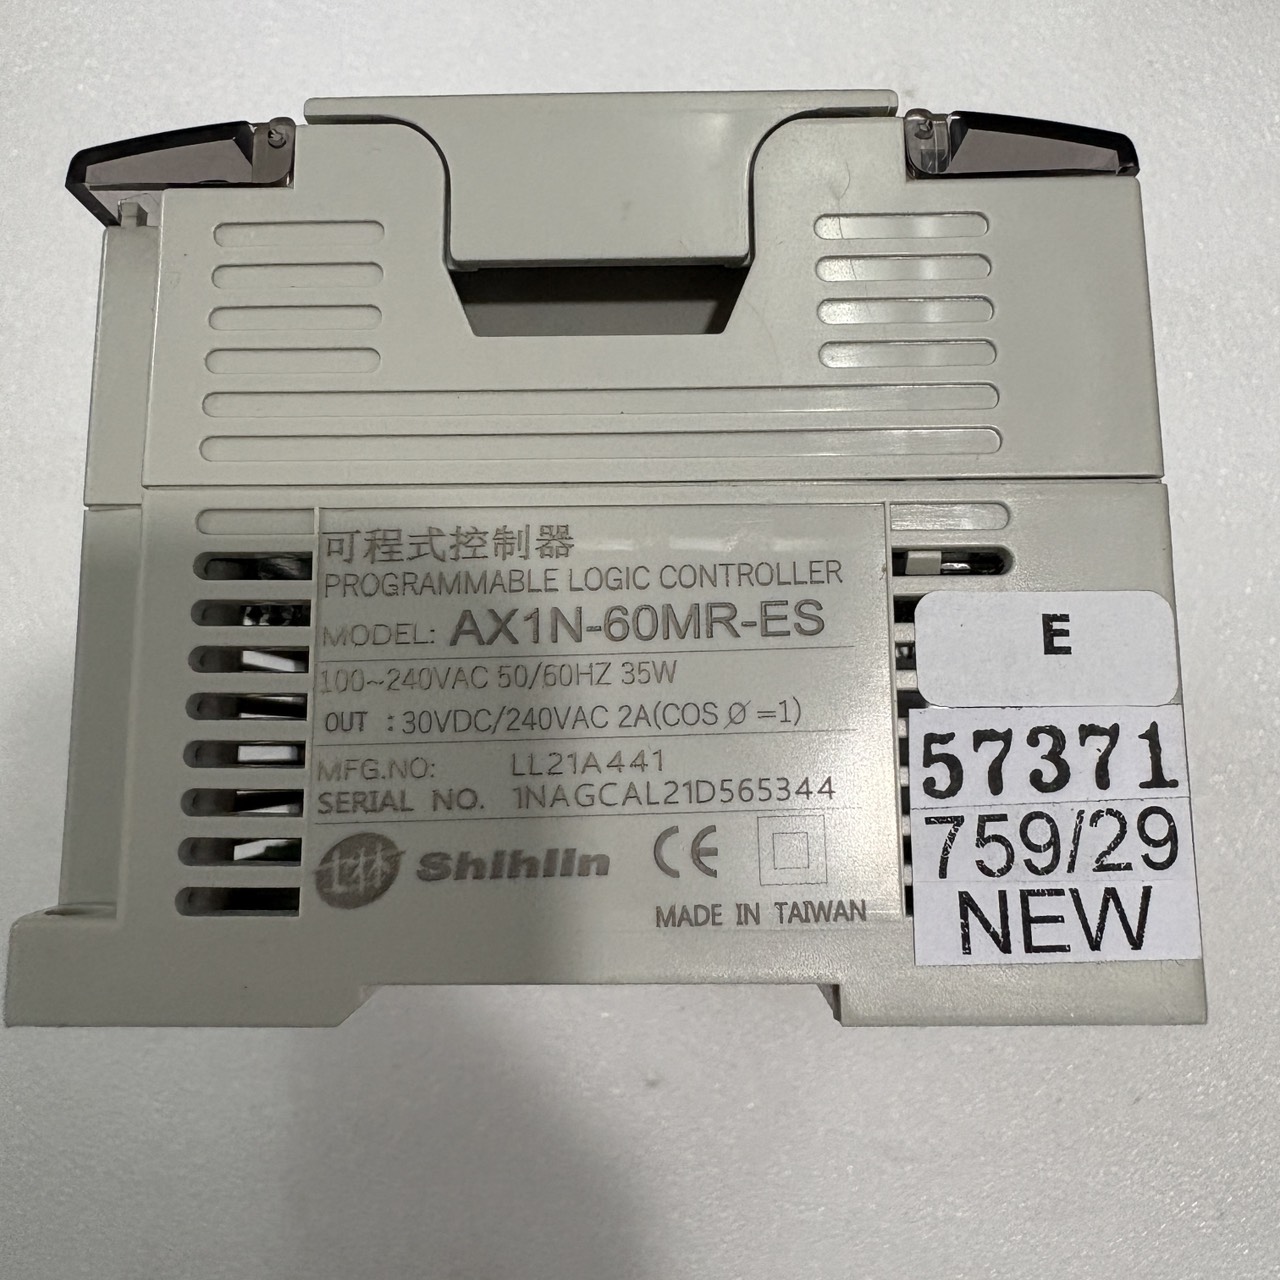 可程式控制器
PROGRAMMABLE LOGIC CONTROLLER
MODEL: AX1N-60MR-ES
100~240VAC 50/60HZ 35W
OUT : 30VDC/240VAC 2A(COS Ø =1)
MFG.NO: LL21A441
SERIAL NO. 1NAGCAL21D565344
士林 Shihlin CE
MADE IN TAIWAN
E
57371
759/29
NEW